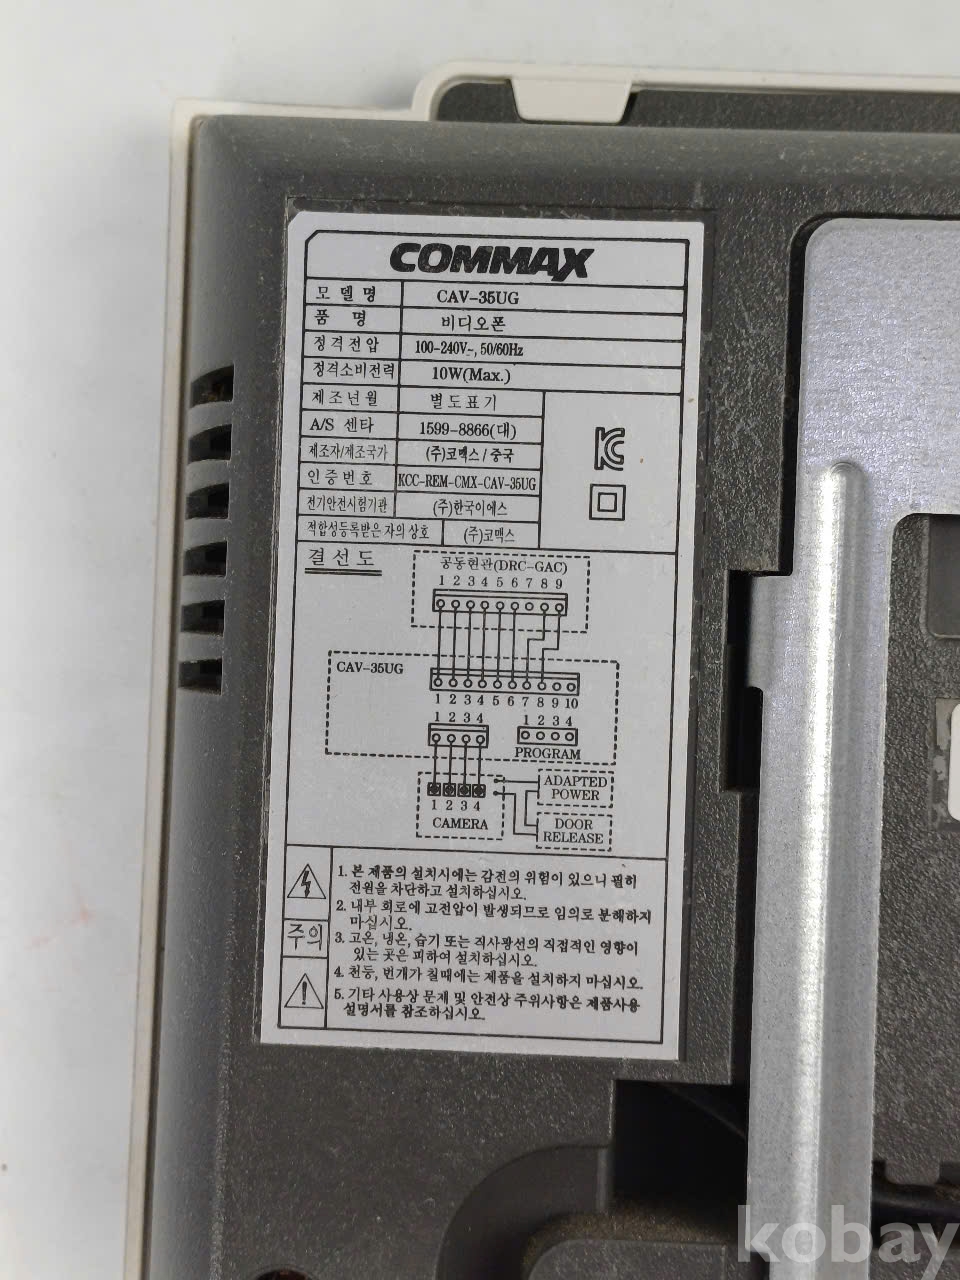 COMMAX
모델명 CAV-35UG
품 명 비디오폰
정격전압 100-240V~, 50/60Hz
정격소비전력 10W(Max.)
제조년월 별도표기
A/S 센타 1599-8866(대)
제조자/제조국가 (주)코맥스/중국
인증번호 KCC-REM-CMX-CAV-35UG
전기안전시험기관 (주)한국이에스
적합성등록받은 자의 상호 (주)코맥스
결선도
공동현관(DRC-GAC)
1 2 3 4 5 6 7 8 9
CAV-35UG
1 2 3 4 5 6 7 8 9 10
1 2 3 4 1 2 3 4
PROGRAM
ADAPTED
POWER
1 2 3 4
CAMERA
DOOR
RELEASE
주의
1. 본 제품의 설치시에는 감전의 위험이 있으니 필히
전원을 차단하고 설치하십시오.
2. 내부 회로에 고전압이 발생되므로 임의로 분해하지
마십시오.
3. 고온, 냉온, 습기 또는 직사광선의 직접적인 영향이
있는 곳은 피하여 설치하십시오.
4. 천둥, 번개가 칠때에는 제품을 설치하지 마십시오.
5. 기타 사용상 문제 및 안전상 주위사항은 제품사용
설명서를 참조하십시오.
kobay